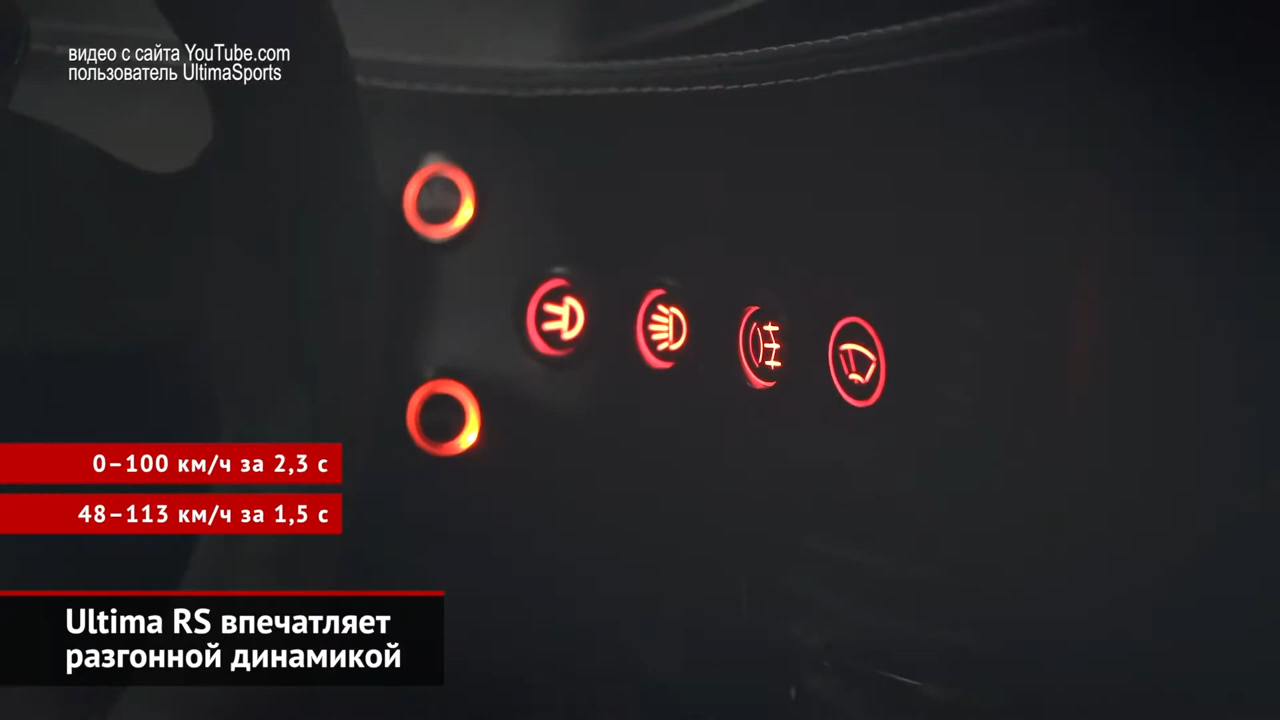 видео с сайта YouTube.com
пользователь UltimaSports
0–100 км/ч за 2,3 с
48–113 км/ч за 1,5 с
Ultima RS впечатляет
разгонной динамикой